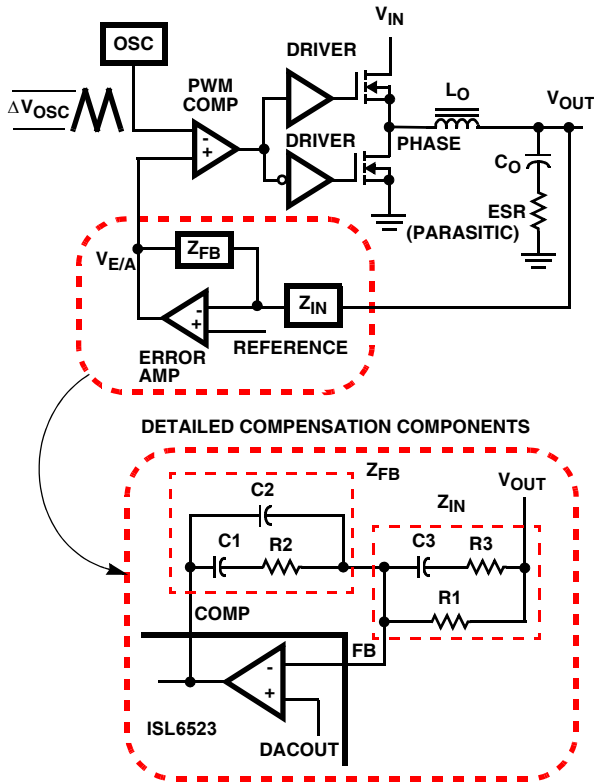 V_IN
OSC
DRIVER
PWM
COMP
L_O
V_OUT
ΔV_OSC
-
+
DRIVER
PHASE
C_O
ESR
(PARASITIC)
Z_FB
V_E/A
-
+
Z_IN
ERROR
AMP
REFERENCE
DETAILED COMPENSATION COMPONENTS
Z_FB
V_OUT
C2
Z_IN
C1
R2
C3
R3
R1
COMP
FB
-
+
ISL6523
DACOUT